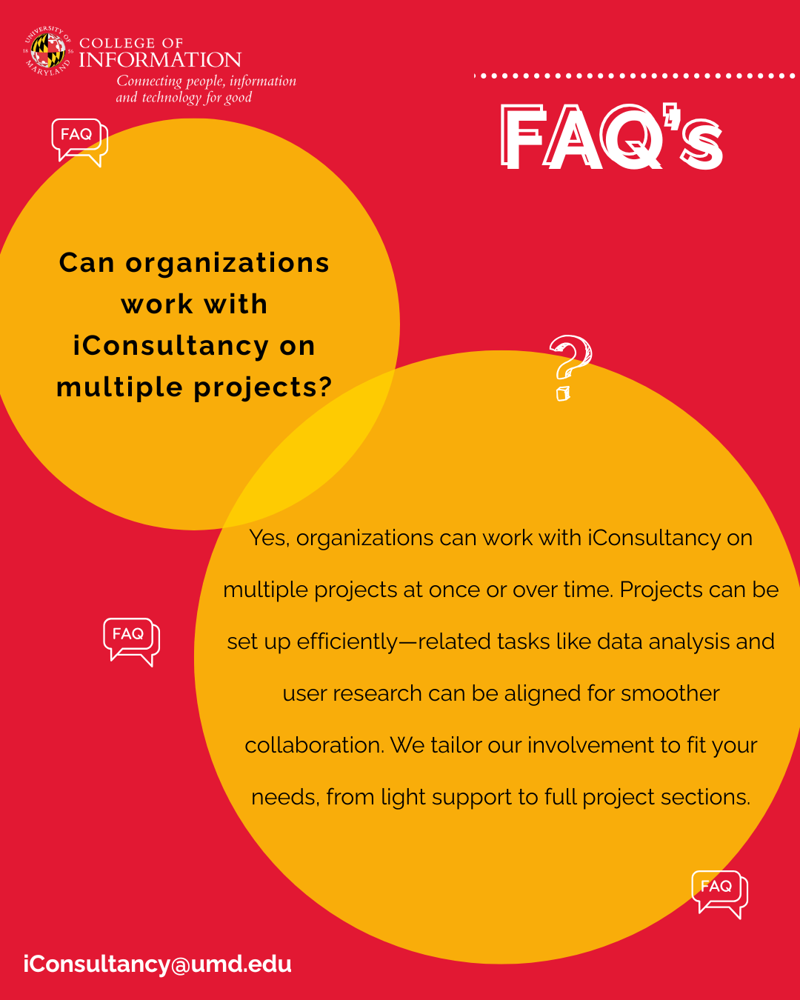 UNIVERSITY OF
18 56
MARYLAND
COLLEGE OF
INFORMATION
Connecting people, information
and technology for good
FAQ's
FAQ
Can organizations
work with
iConsultancy on
multiple projects?
?
Yes, organizations can work with iConsultancy on
multiple projects at once or over time. Projects can be
set up efficiently—related tasks like data analysis and
user research can be aligned for smoother
collaboration. We tailor our involvement to fit your
needs, from light support to full project sections.
FAQ
FAQ
iConsultancy@umd.edu